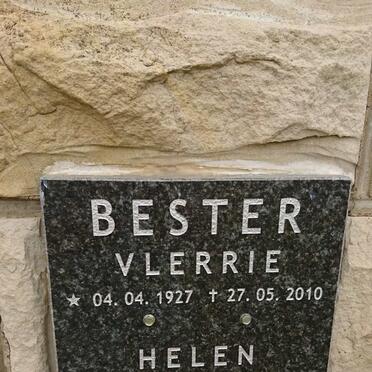 BESTER
VLERRIE
★ 04. 04. 1927 ✝ 27. 05. 2010
HELEN